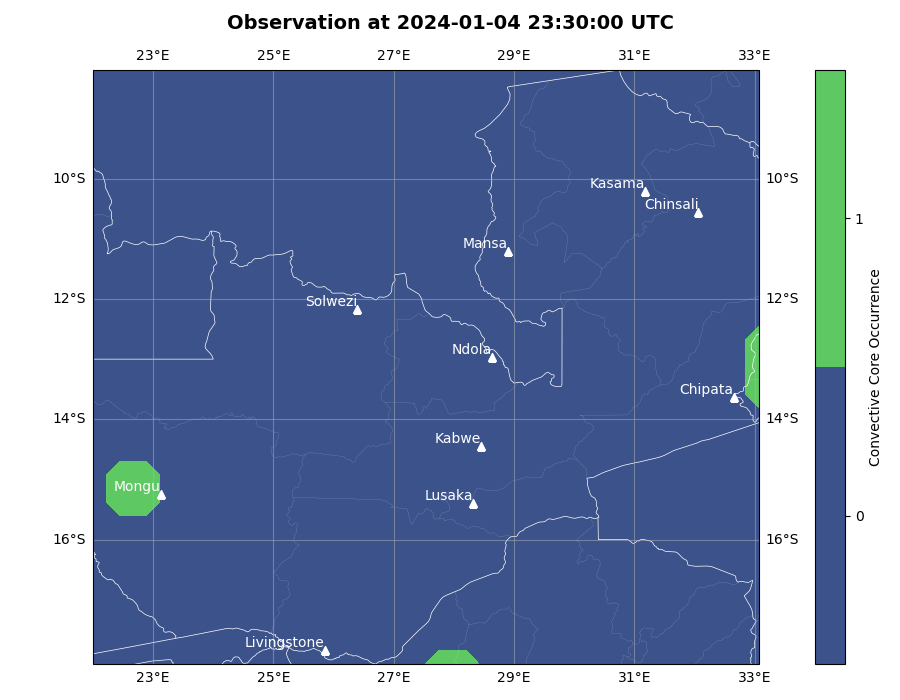 Observation at 2024-01-04 23:30:00 UTC
23°E 25°E 27°E 29°E 31°E 33°E
10°S 10°S
Kasama
Chinsali
Mansa
1
12°S 12°S
Solwezi
Ndola
Chipata
14°S 14°S
Kabwe
Mongu
Lusaka
0
16°S 16°S
Livingstone
23°E 25°E 27°E 29°E 31°E 33°E
Convective Core Occurrence